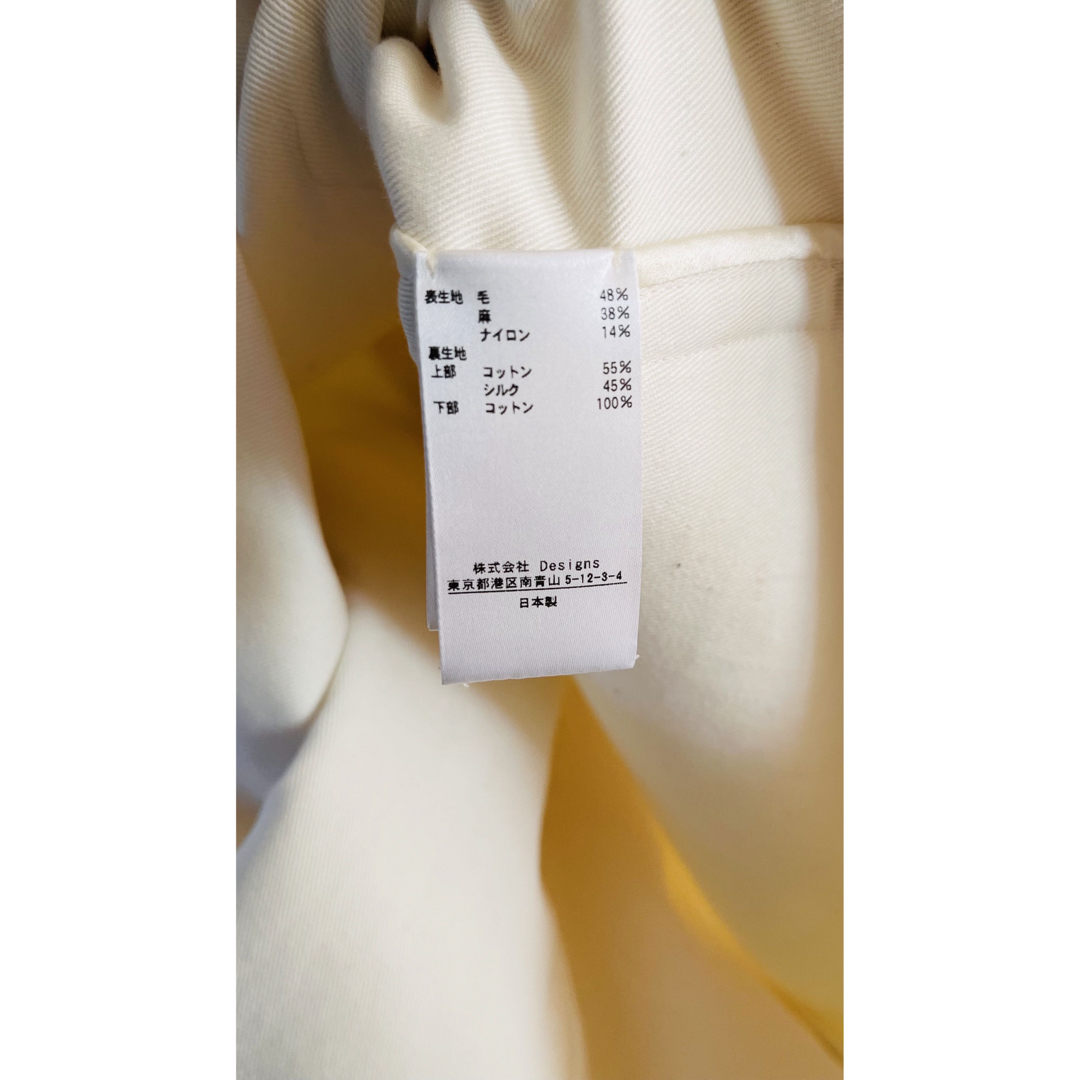 表生地 毛 48%
麻 38%
ナイロン 14%
裏生地
上部 コットン 55%
シルク 45%
下部 コットン 100%
株式会社 Designs
東京都港区南青山5-12-3-4
日本製